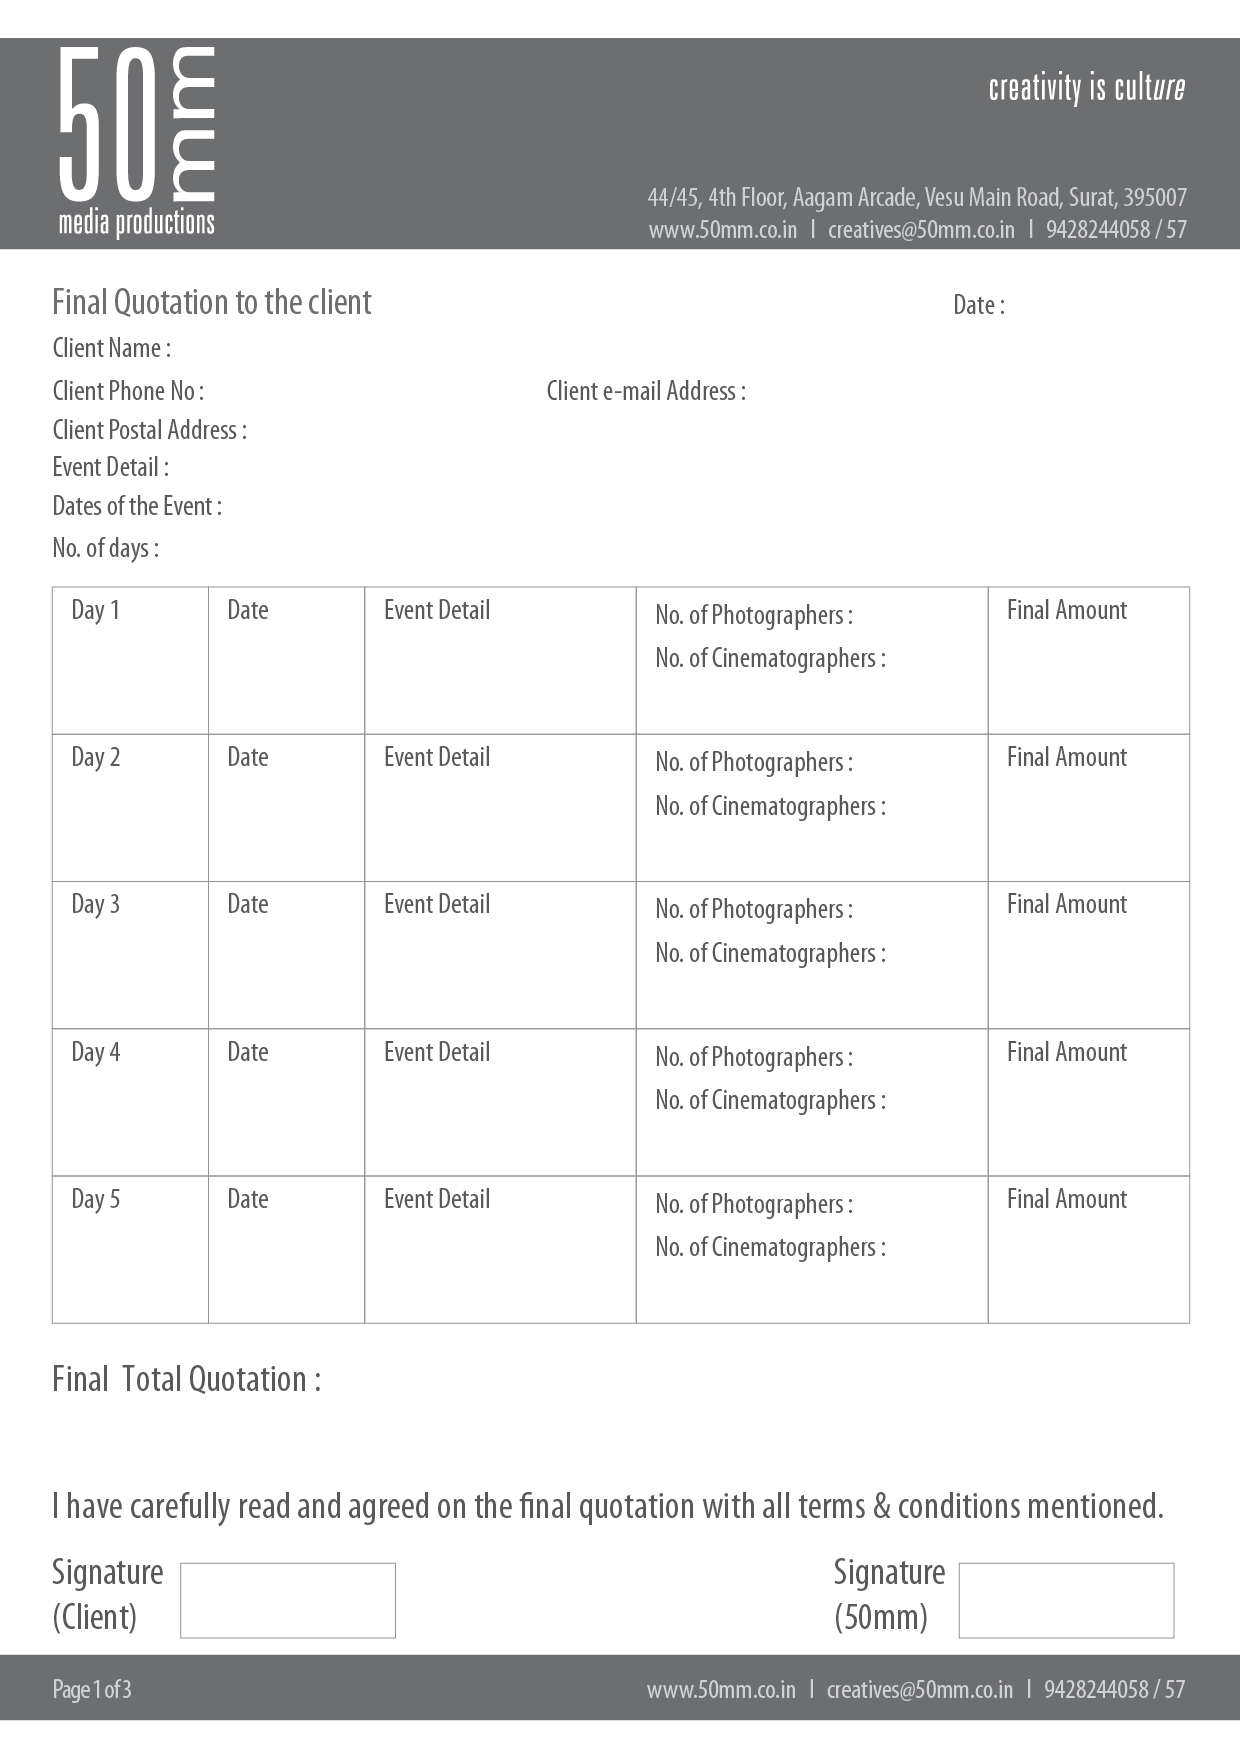 50mm
media productions
creativity is culture
44/45, 4th Floor, Aagam Arcade, Vesu Main Road, Surat, 395007
www.50mm.co.in | creatives@50mm.co.in | 9428244058 / 57
Final Quotation to the client Date :
Client Name :
Client Phone No : Client e-mail Address :
Client Postal Address :
Event Detail :
Dates of the Event :
No. of days :
Day 1 Date Event Detail No. of Photographers : Final Amount
No. of Cinematographers :
Day 2 Date Event Detail No. of Photographers : Final Amount
No. of Cinematographers :
Day 3 Date Event Detail No. of Photographers : Final Amount
No. of Cinematographers :
Day 4 Date Event Detail No. of Photographers : Final Amount
No. of Cinematographers :
Day 5 Date Event Detail No. of Photographers : Final Amount
No. of Cinematographers :
Final Total Quotation :
I have carefully read and agreed on the final quotation with all terms & conditions mentioned.
Signature Signature
(Client) (50mm)
Page 1 of 3 www.50mm.co.in | creatives@50mm.co.in | 9428244058 / 57